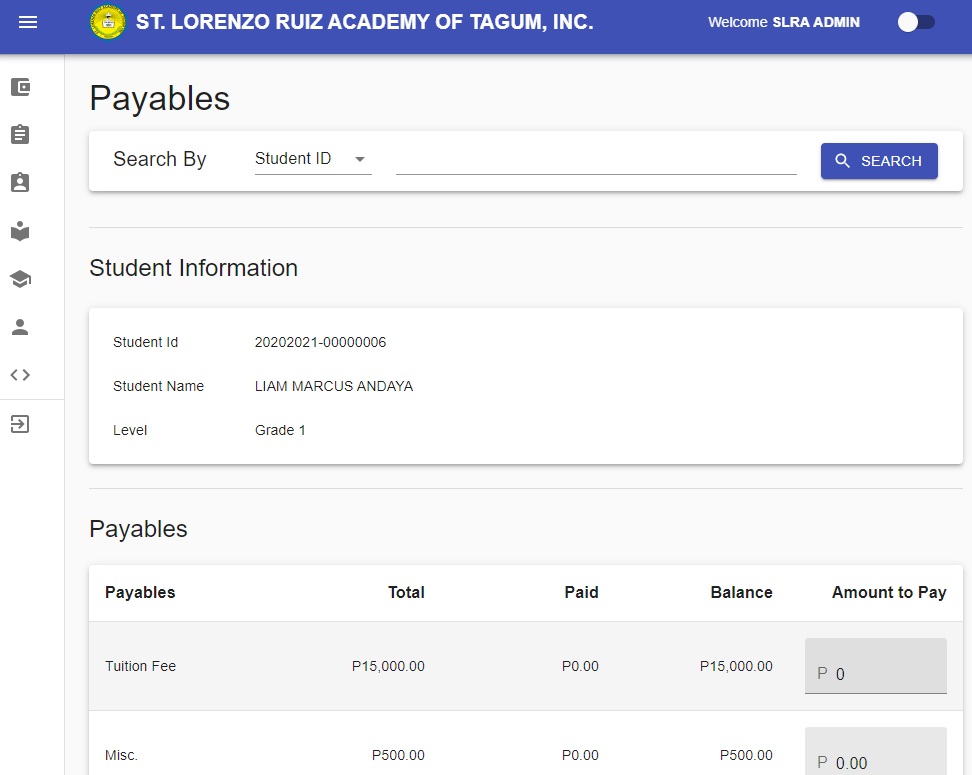 ST. LORENZO RUIZ ACADEMY OF TAGUM, INC. Welcome SLRA ADMIN
Payables
Search By Student ID SEARCH
Student Information
Student Id 20202021-00000006
Student Name LIAM MARCUS ANDAYA
Level Grade 1
Payables
Payables Total Paid Balance Amount to Pay
Tuition Fee P15,000.00 P0.00 P15,000.00 P 0
Misc. P500.00 P0.00 P500.00 P 0.00